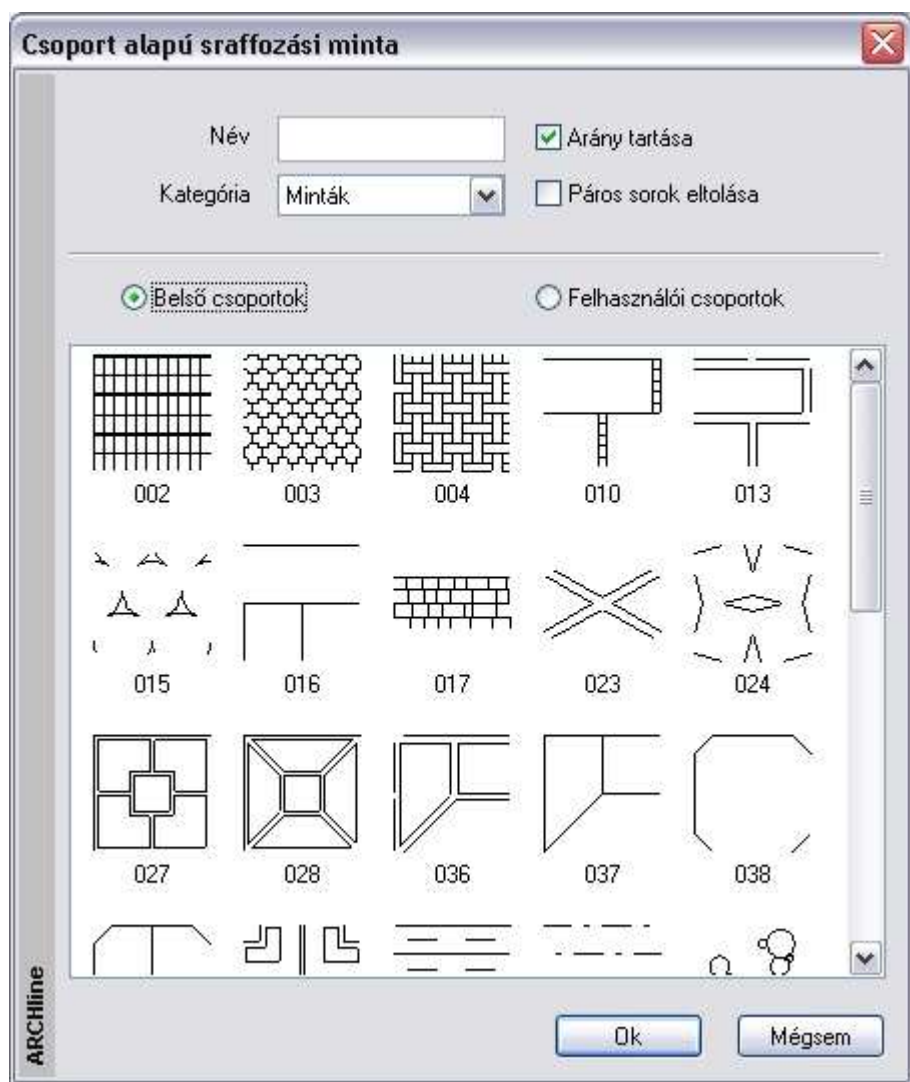 Csoport alapú sraffozási minta
Név
Arány tartása
Kategória
Minták
Páros sorok eltolása
Belső csoportok
Felhasználói csoportok
002
003
004
010
013
015
016
017
023
024
027
028
036
037
038
ARCHline
Ok
Mégsem